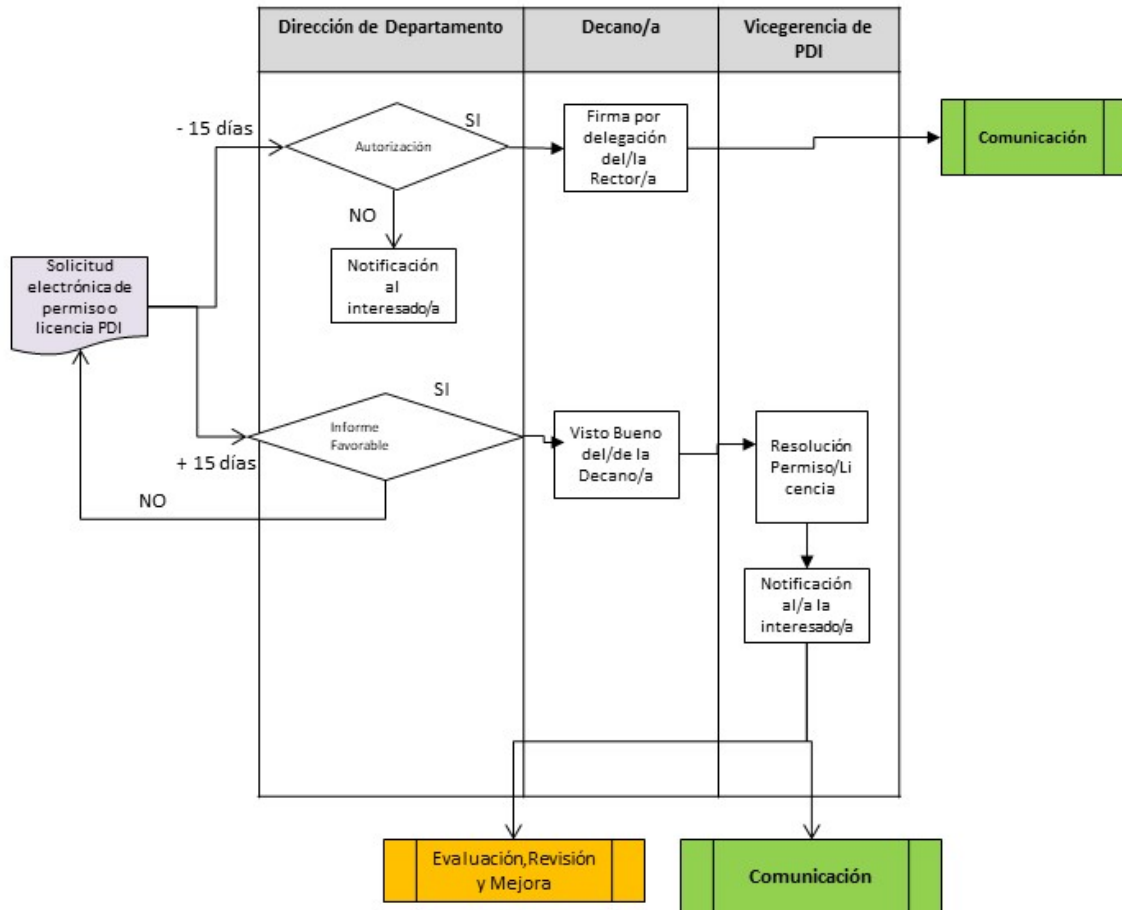 Dirección de Departamento
Decano/a
Vicegerencia de
PDI
- 15 días
SI
Autorización
Firma por
delegación
del/la
Rector/a
Comunicación
NO
Notificación
al
interesado/a
Solicitud
electrónica de
permiso o
licencia PDI
SI
Informe
Favorable
+ 15 días
Visto Bueno
del/de la
Decano/a
Resolución
Permiso/Li
cencia
NO
Notificación
al/a la
interesado/a
Evaluación,Revisión
y Mejora
Comunicación